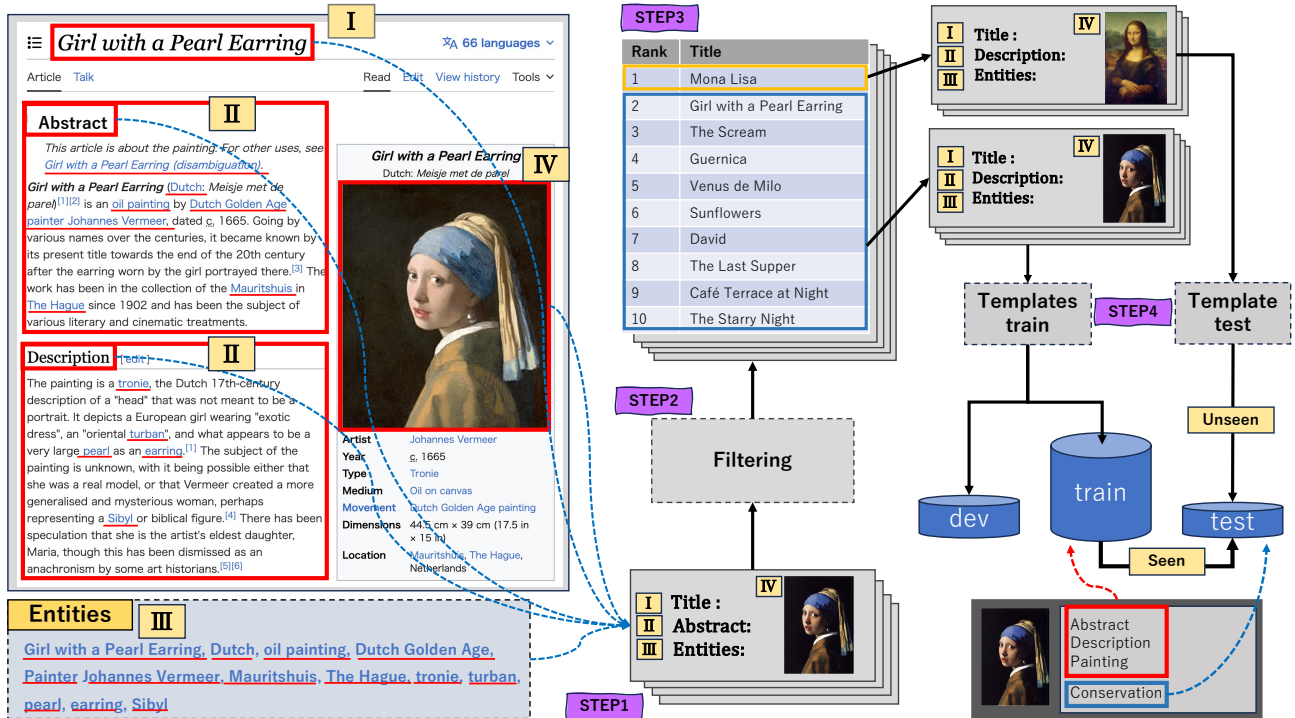 I
Girl with a Pearl Earring
66 languages
Article Talk
Read Edit View history Tools
II
Abstract
This article is about the painting. For other uses, see
Girl with a Pearl Earring (disambiguation).
Girl with a Pearl Earring (Dutch: Meisje met de
parel)[1][2] is an oil painting by Dutch Golden Age
painter Johannes Vermeer, dated c. 1665. Going by
various names over the centuries, it became known by
its present title towards the end of the 20th century
after the earring worn by the girl portrayed there.[3] The
work has been in the collection of the Mauritshuis in
The Hague since 1902 and has been the subject of
various literary and cinematic treatments.
II
Description [ edit ]
The painting is a tronie, the Dutch 17th-century
description of a "head" that was not meant to be a
portrait. It depicts a European girl wearing "exotic
dress", an "oriental turban", and what appears to be a
very large pearl as an earring.[1] The subject of the
painting is unknown, with it being possible either that
she was a real model, or that Vermeer created a more
generalised and mysterious woman, perhaps
representing a Sibyl or biblical figure.[4] There has been
speculation that she is the artist's eldest daughter,
Maria, though this has been dismissed as an
anachronism by some art historians.[5][6]
Girl with a Pearl Earring
IV
Dutch: Meisje met de parel
Artist Johannes Vermeer
Year c. 1665
Type Tronie
Medium Oil on canvas
Movement Dutch Golden Age painting
Dimensions 44.5 cm × 39 cm (17.5 in
× 15 in)
Location Mauritshuis, The Hague,
Netherlands
Entities
III
Girl with a Pearl Earring, Dutch, oil painting, Dutch Golden Age,
Painter Johannes Vermeer, Mauritshuis, The Hague, tronie, turban,
pearl, earring, Sibyl
STEP1
I Title :
II Abstract:
III Entities:
IV
STEP2
Filtering
STEP3
Rank Title
1 Mona Lisa
2 Girl with a Pearl Earring
3 The Scream
4 Guernica
5 Venus de Milo
6 Sunflowers
7 David
8 The Last Supper
9 Café Terrace at Night
10 The Starry Night
I Title :
II Description:
III Entities:
IV
I Title :
II Description:
III Entities:
IV
Templates
train
STEP4
Template
test
Unseen
dev
train
test
Seen
Abstract
Description
Painting
Conservation